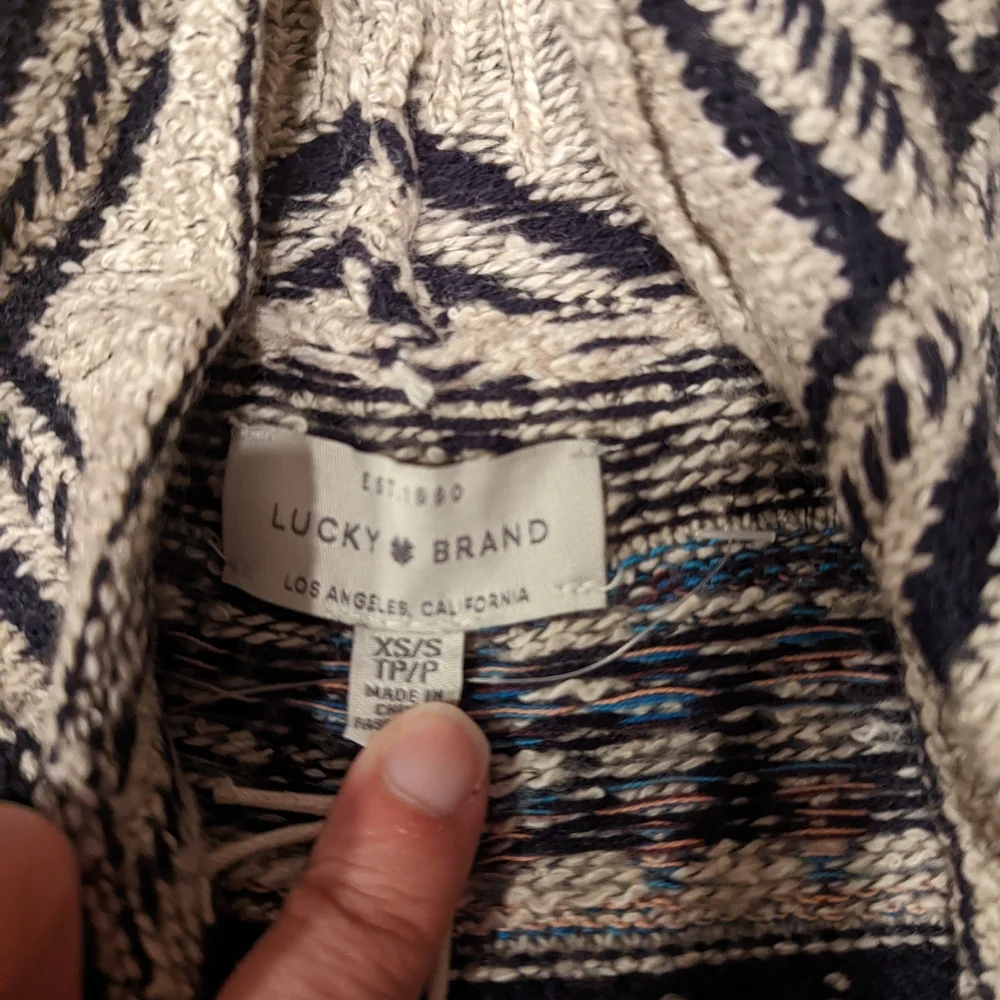 EST. 1990
LUCKY BRAND
LOS ANGELES, CALIFORNIA
XS/S
TP/P
MADE IN